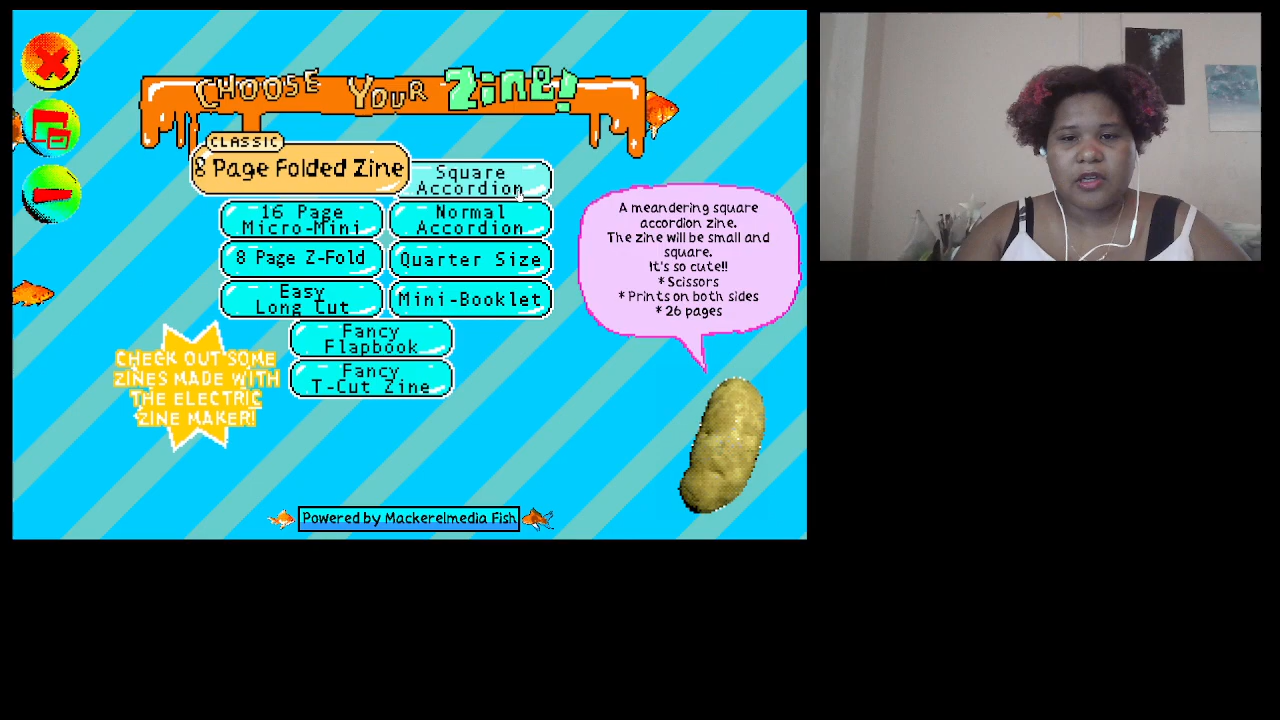 CHOOSE YOUR ZINE!
CLASSIC
8 Page Folded Zine
Square
Accordion
16 Page
Micro-Mini
Normal
Accordion
8 Page Z-Fold
Quarter Size
Easy
Long Cut
Mini-Booklet
Fancy
Flapbook
Fancy
T-Cut Zine
A meandering square
accordion zine.
The zine will be small and
square.
It's so cute!!
* Scissors
* Prints on both sides
* 26 pages
CHECK OUT SOME
ZINES MADE WITH
THE ELECTRIC
ZINE MAKER!
Powered by Mackerelmedia Fish